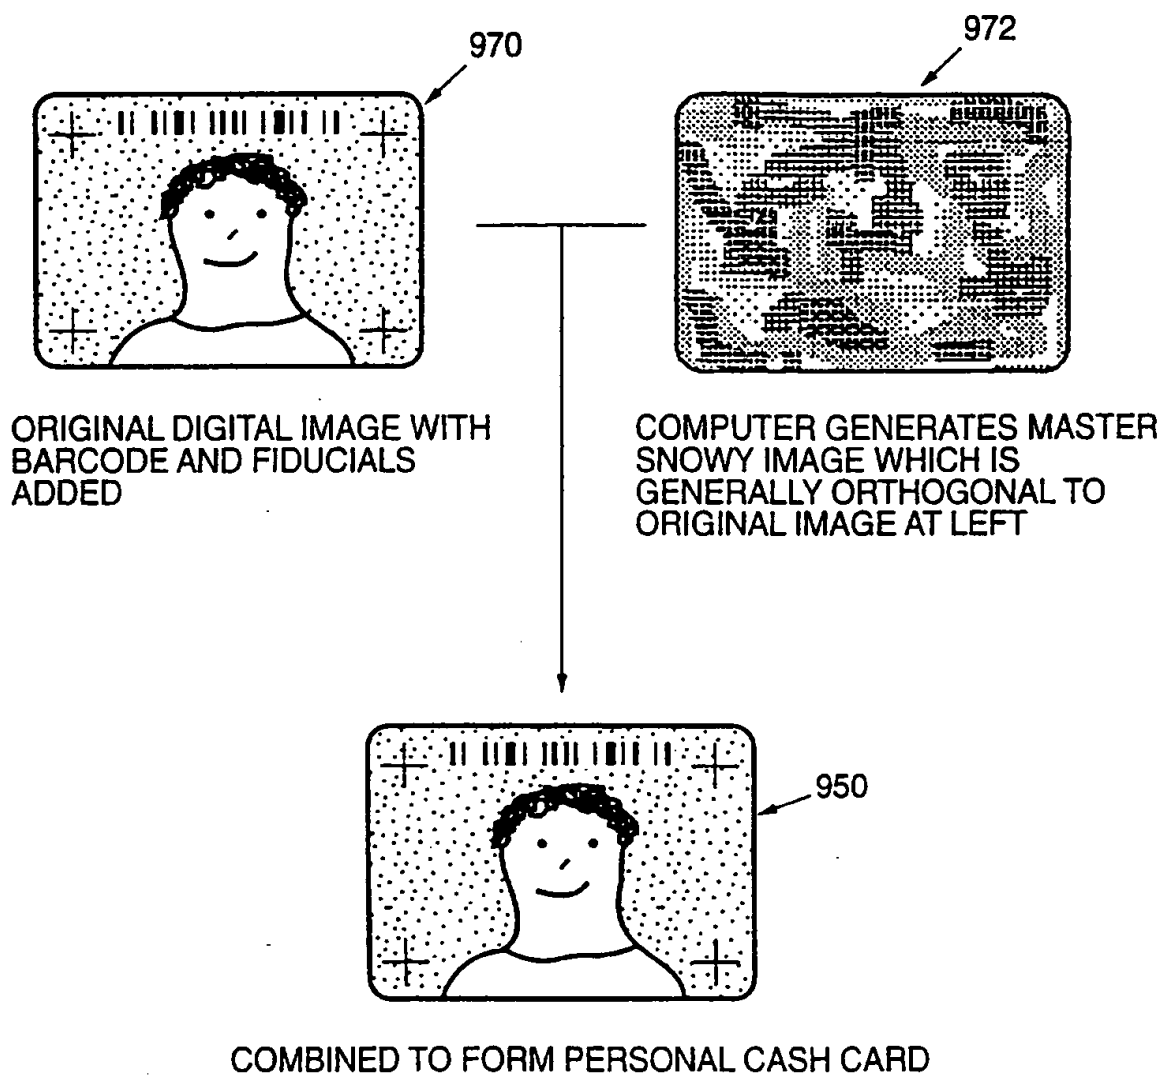 970
972
ORIGINAL DIGITAL IMAGE WITH
BARCODE AND FIDUCIALS
ADDED
COMPUTER GENERATES MASTER
SNOWY IMAGE WHICH IS
GENERALLY ORTHOGONAL TO
ORIGINAL IMAGE AT LEFT
950
COMBINED TO FORM PERSONAL CASH CARD